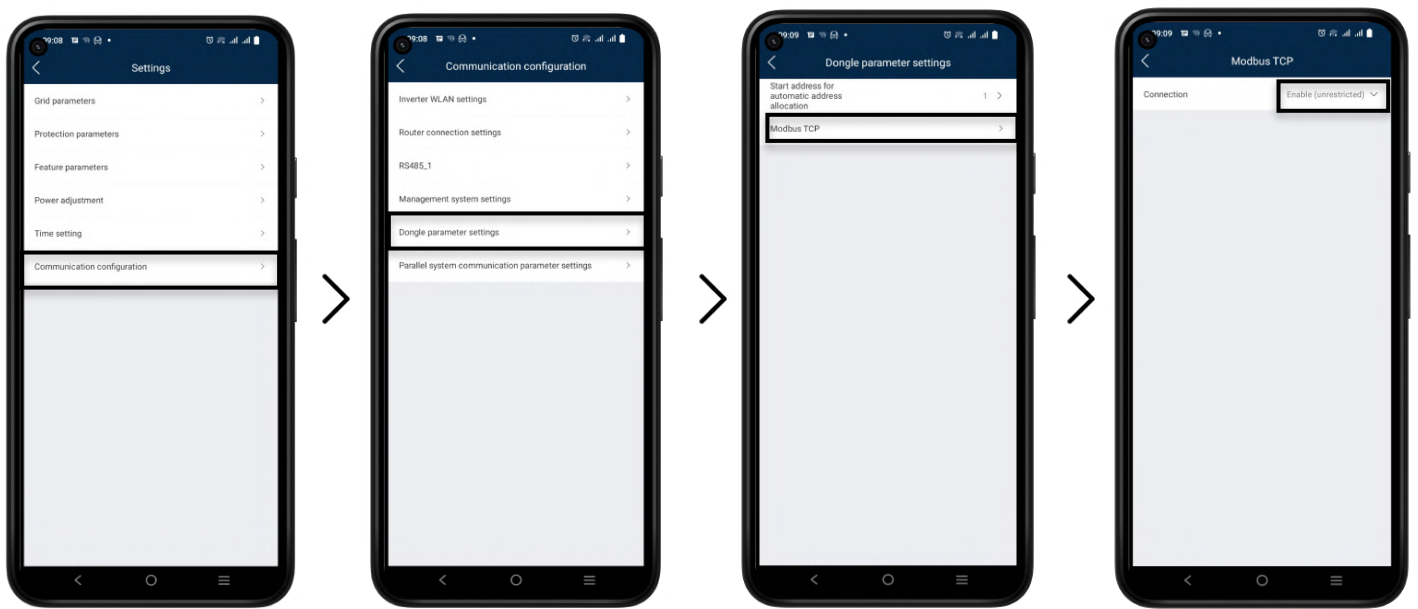 09:08
Settings
Grid parameters
Protection parameters
Feature parameters
Power adjustment
Time setting
Communication configuration
09:08
Communication configuration
Inverter WLAN settings
Router connection settings
RS485_1
Management system settings
Dongle parameter settings
Parallel system communication parameter settings
09:09
Dongle parameter settings
Start address for
automatic address
allocation
1
Modbus TCP
09:09
Modbus TCP
Connection
Enable (unrestricted)